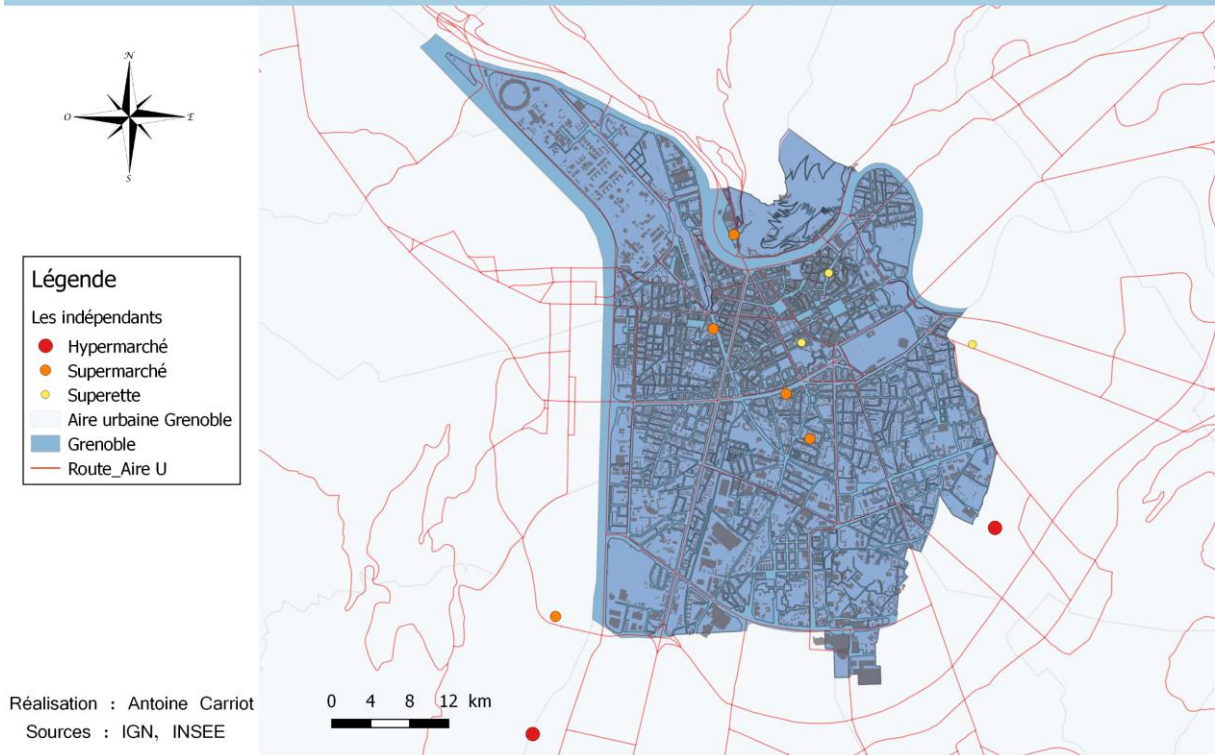 N
O
E
S
Légende
Les indépendants
Hypermarché
Supermarché
Superette
Aire urbaine Grenoble
Grenoble
Route_Aire U
Réalisation : Antoine Carriot
Sources : IGN, INSEE
0 4 8 12 km